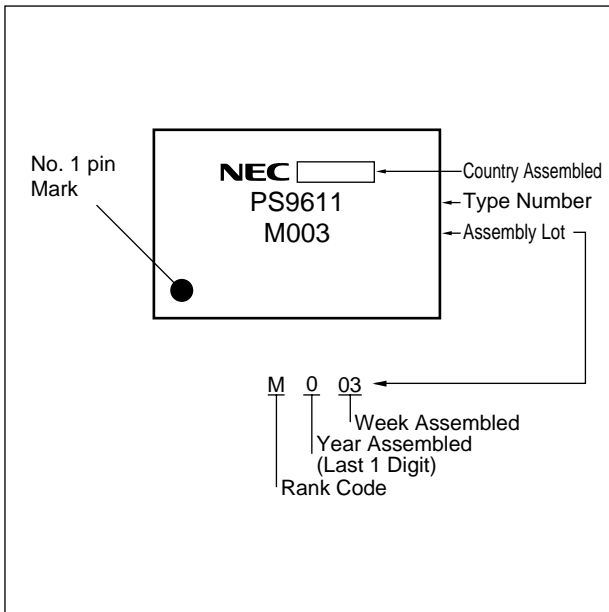 No. 1 pin
Mark
NEC
Country Assembled
PS9611
Type Number
M003
Assembly Lot
M 0 03
Week Assembled
Year Assembled
(Last 1 Digit)
Rank Code